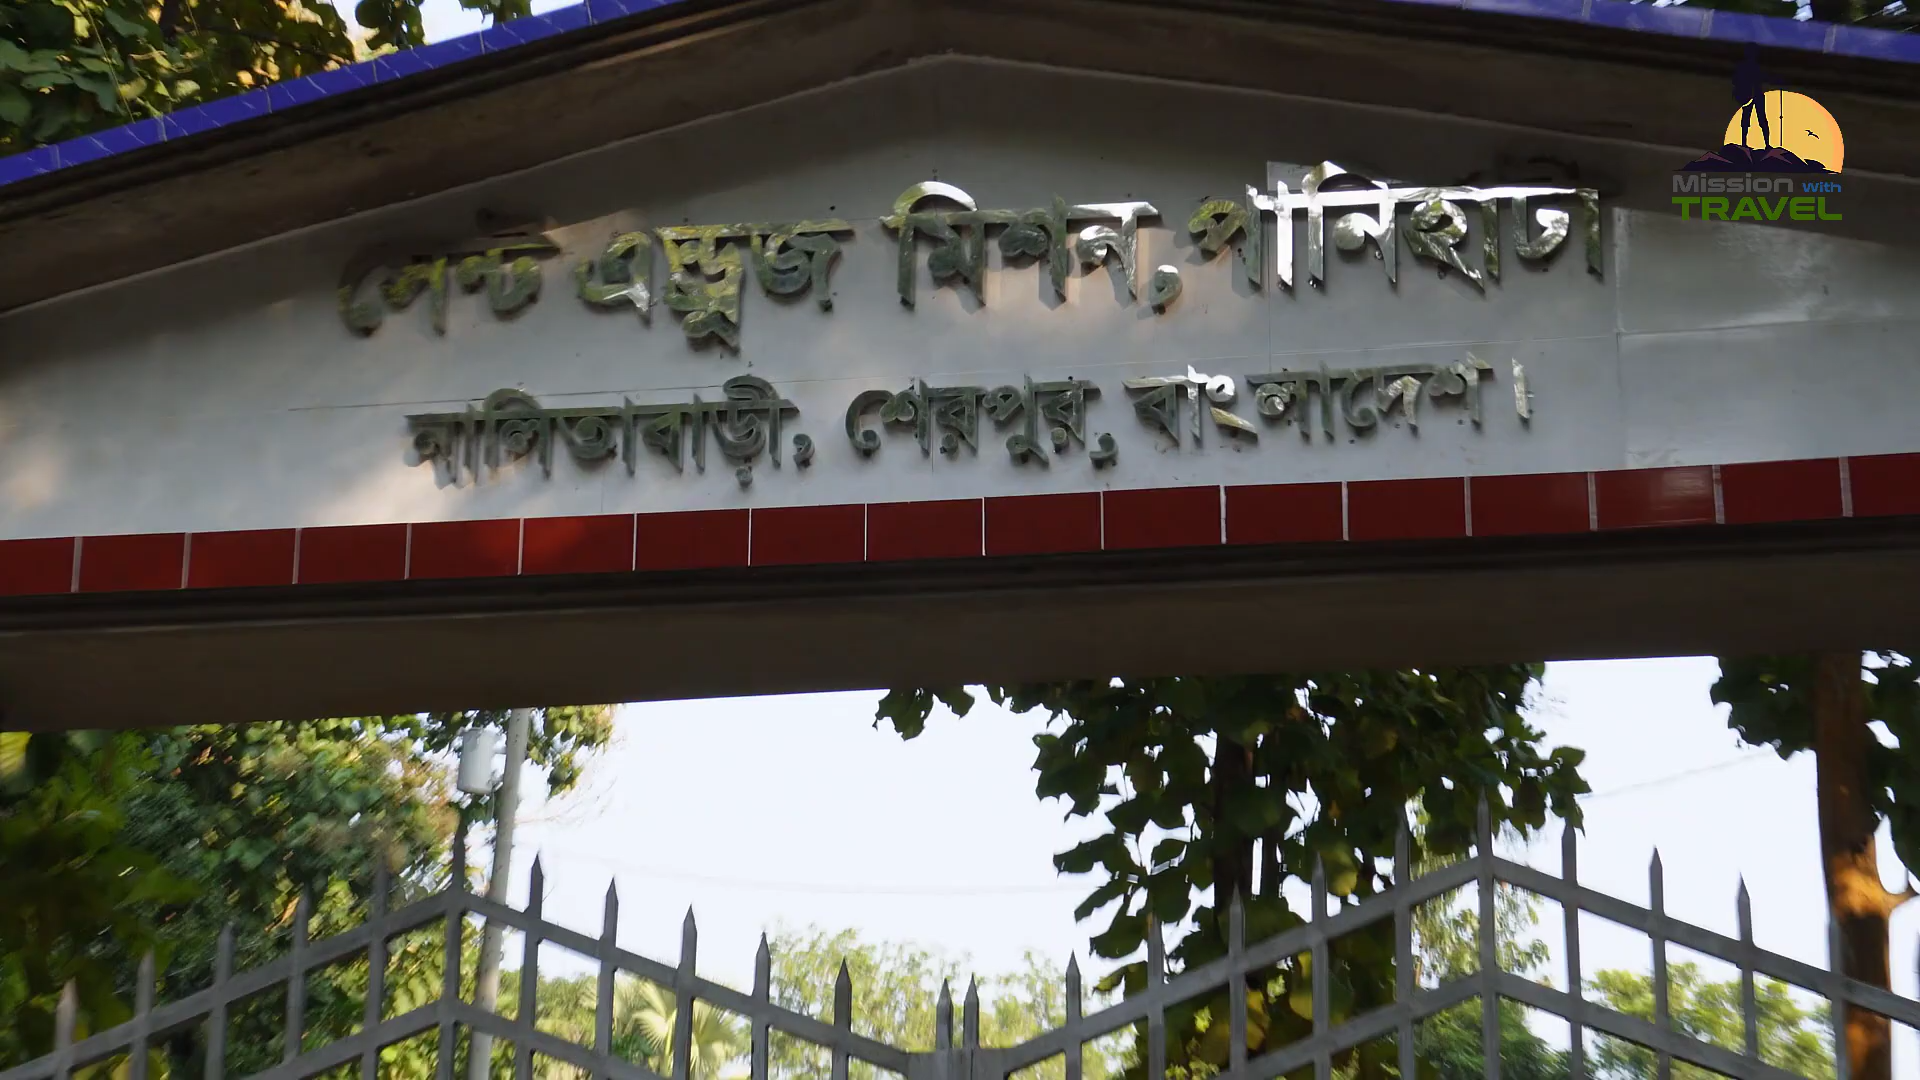 সেন্ট এন্ড্রুজ মিশন, পানিহাটা
নালিতাবাড়ী, শেরপুর, বাংলাদেশ।
Mission with
TRAVEL